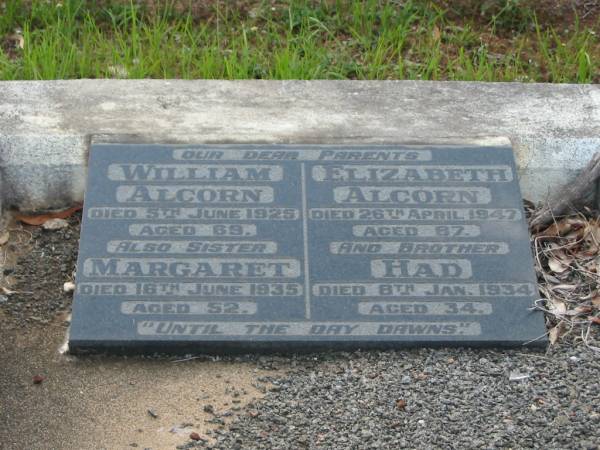 OUR DEAR PARENTS
WILLIAM
ALCORN
DIED 5TH JUNE 1925
AGED 69.
ALSO SISTER
MARGARET
DIED 16TH JUNE 1935
AGED 52.
ELIZABETH
ALCORN
DIED 26TH APRIL 1947
AGED 87.
AND BROTHER
HAD
DIED 8TH JAN. 1934
AGED 34.
"UNTIL THE DAY DAWNS"